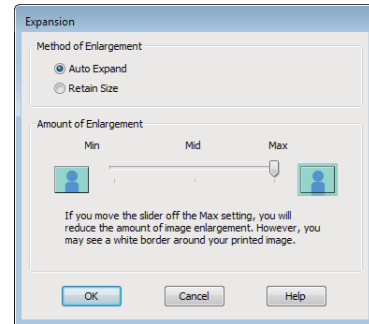 Expansion
Method of Enlargement
Auto Expand
Retain Size
Amount of Enlargement
Min Mid Max
If you move the slider off the Max setting, you will
reduce the amount of image enlargement. However, you
may see a white border around your printed image.
OK Cancel Help